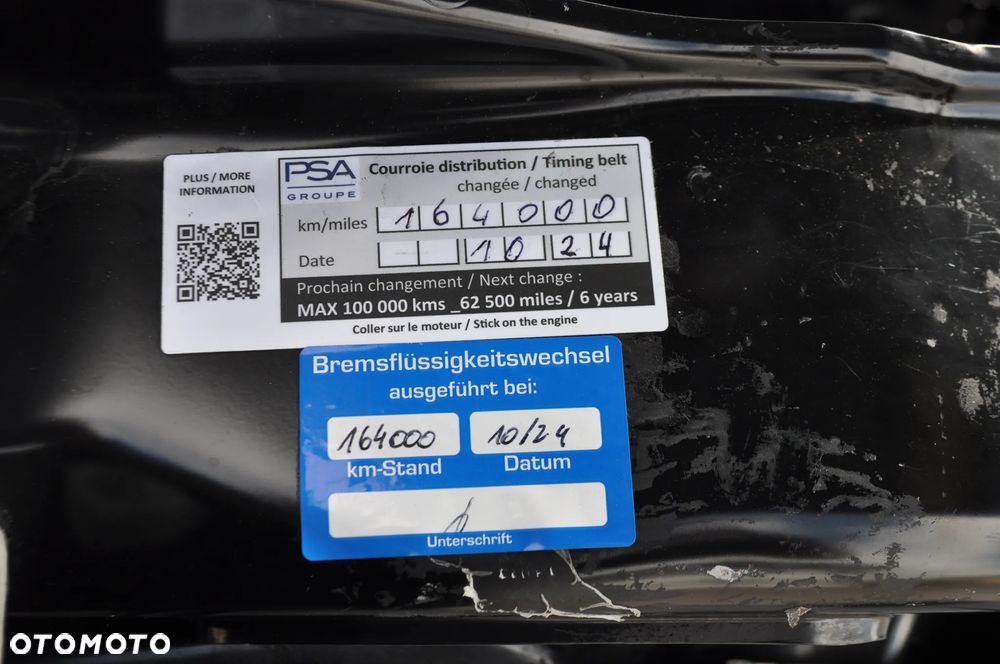 PLUS / MORE
INFORMATION
PSA
GROUPE
Courroie distribution / Timing belt
changée / changed
km/miles 164000
Date 10 24
Prochain changement / Next change :
MAX 100 000 kms _62 500 miles / 6 years
Coller sur le moteur / Stick on the engine
Bremsflüssigkeitswechsel
ausgeführt bei:
164000 10/24
km-Stand Datum
Unterschrift
OTOMOTO